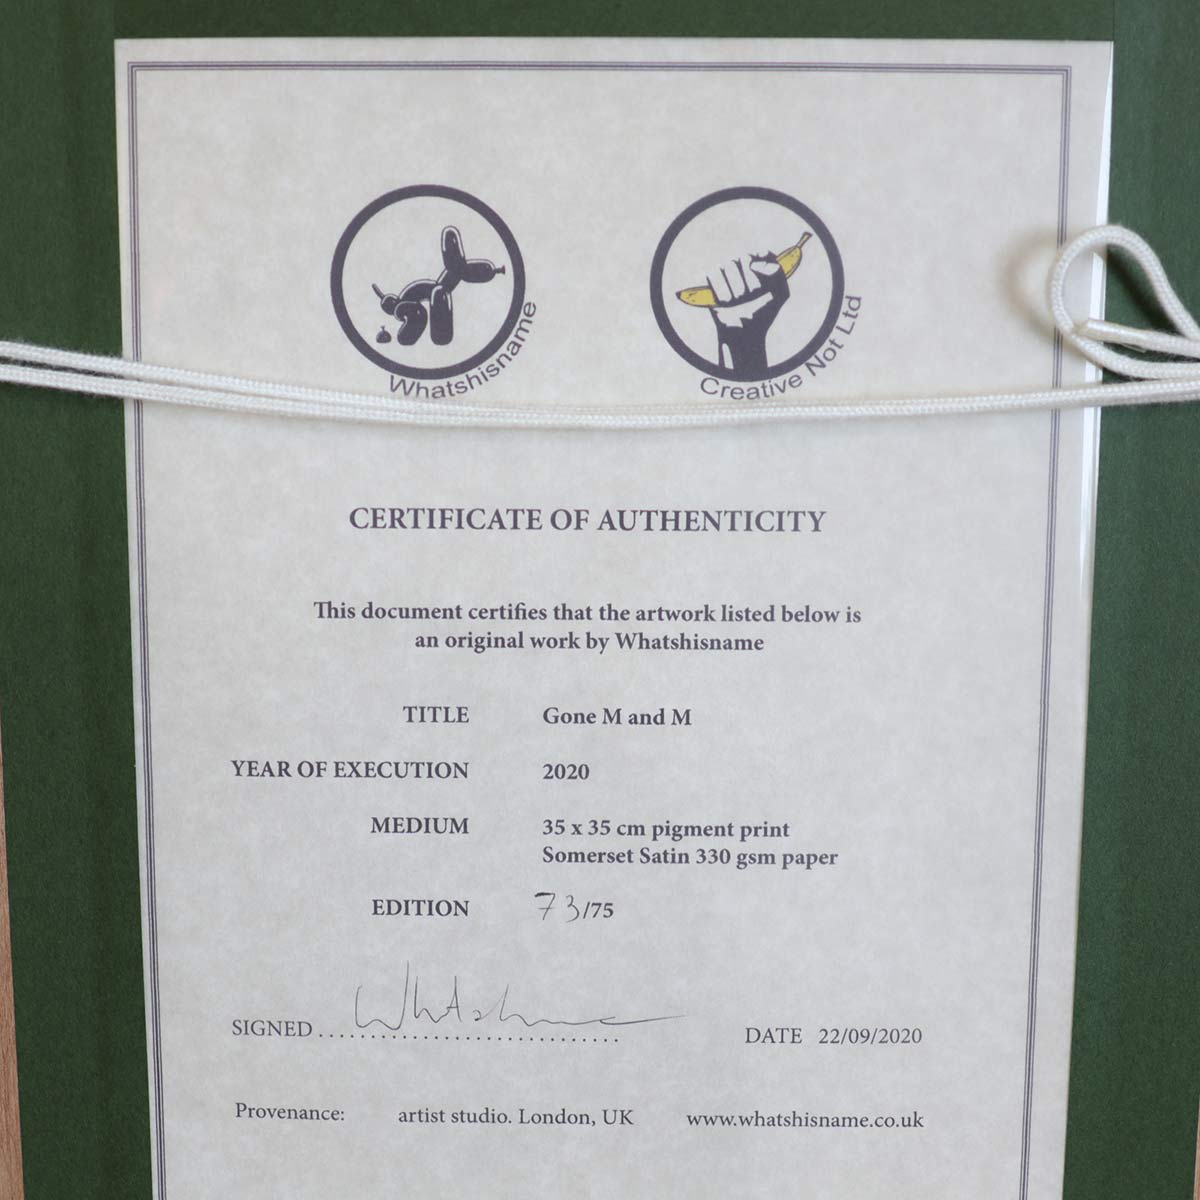 Whatshisname
Creative Not Ltd
CERTIFICATE OF AUTHENTICITY
This document certifies that the artwork listed below is
an original work by Whatshisname
TITLE Gone M and M
YEAR OF EXECUTION 2020
MEDIUM 35 x 35 cm pigment print
Somerset Satin 330 gsm paper
EDITION 73/75
SIGNED .............................. DATE 22/09/2020
Provenance: artist studio. London, UK www.whatshisname.co.uk